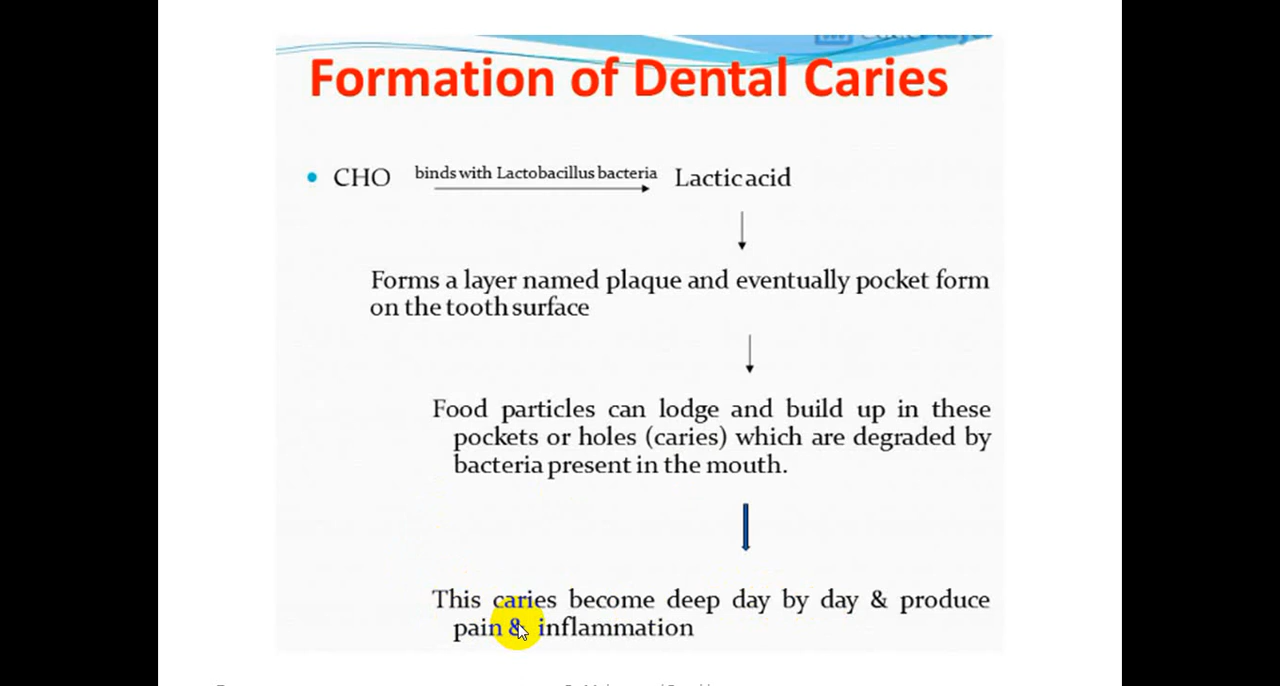 Formation of Dental Caries
• CHO binds with Lactobacillus bacteria Lactic acid
Forms a layer named plaque and eventually pocket form
on the tooth surface
Food particles can lodge and build up in these
pockets or holes (caries) which are degraded by
bacteria present in the mouth.
This caries become deep day by day & produce
pain & inflammation